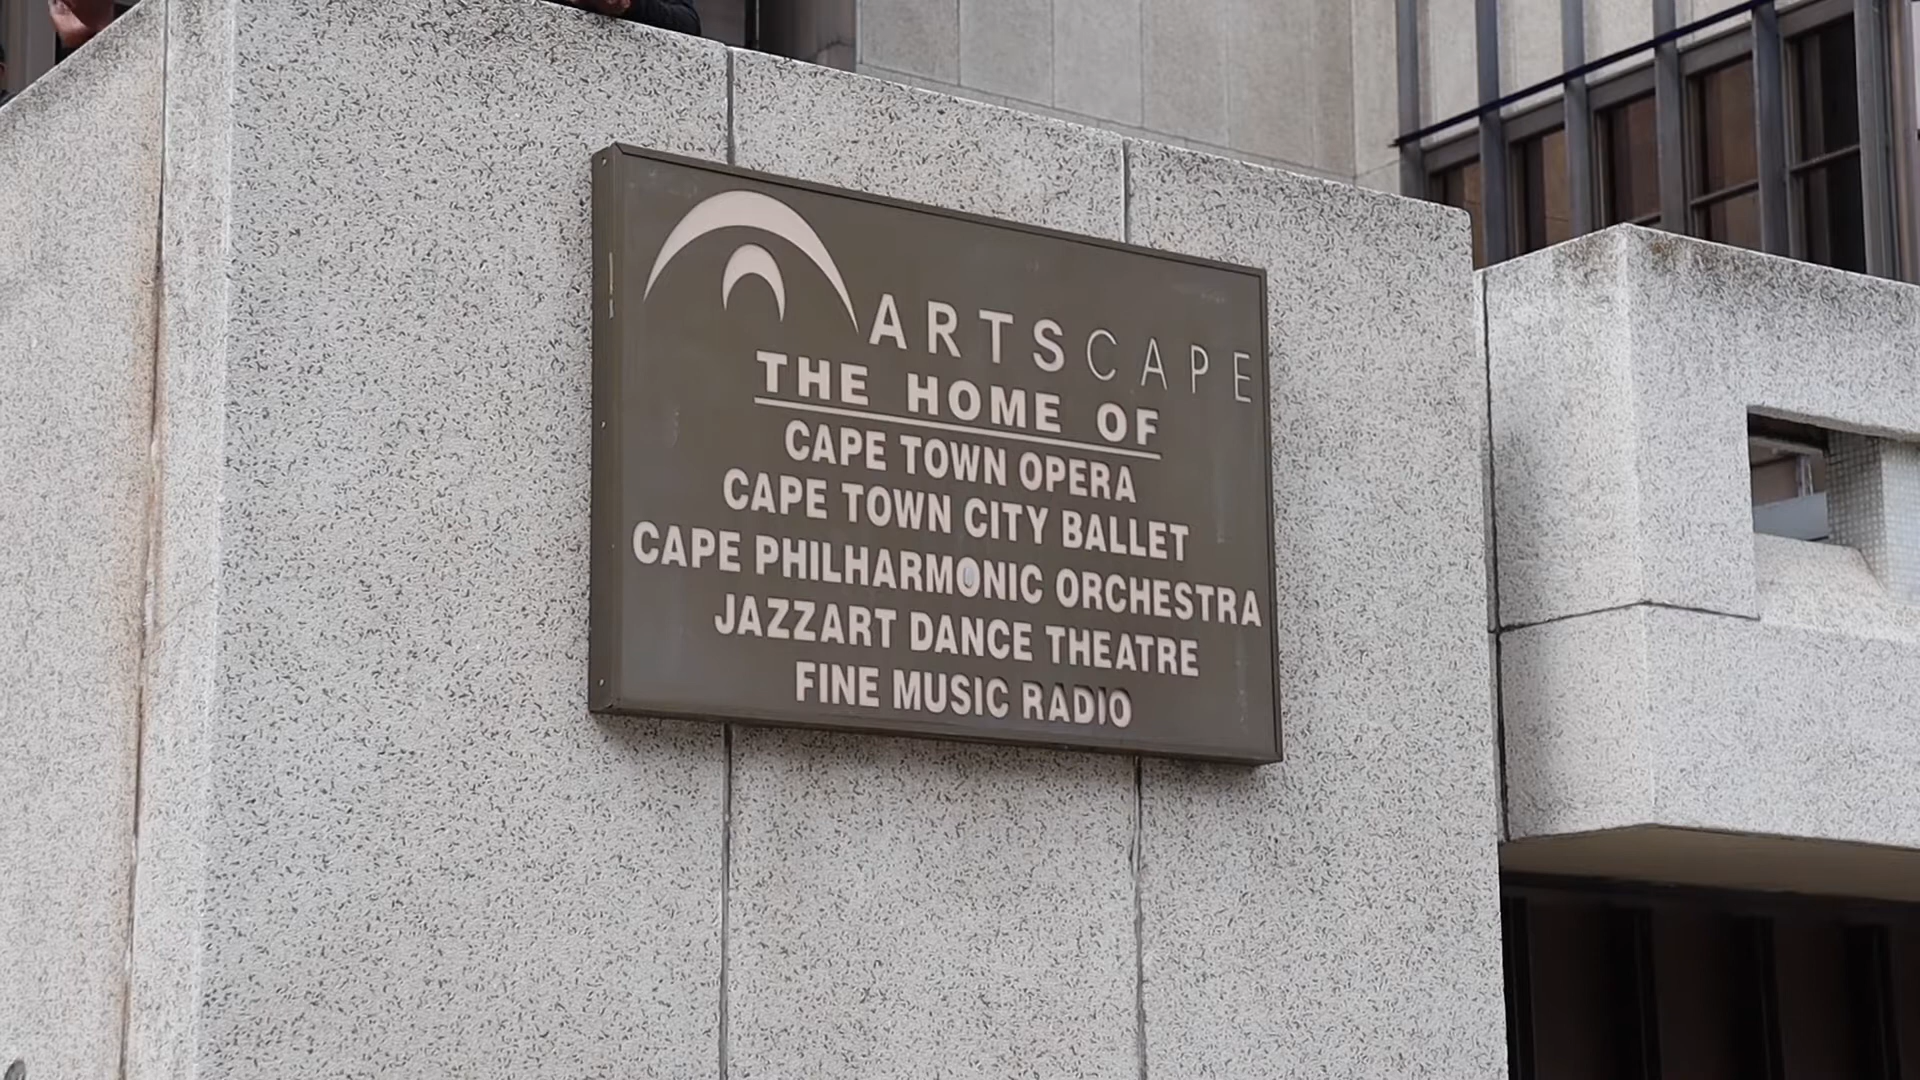 ARTSCAPE
THE HOME OF
CAPE TOWN OPERA
CAPE TOWN CITY BALLET
CAPE PHILHARMONIC ORCHESTRA
JAZZART DANCE THEATRE
FINE MUSIC RADIO